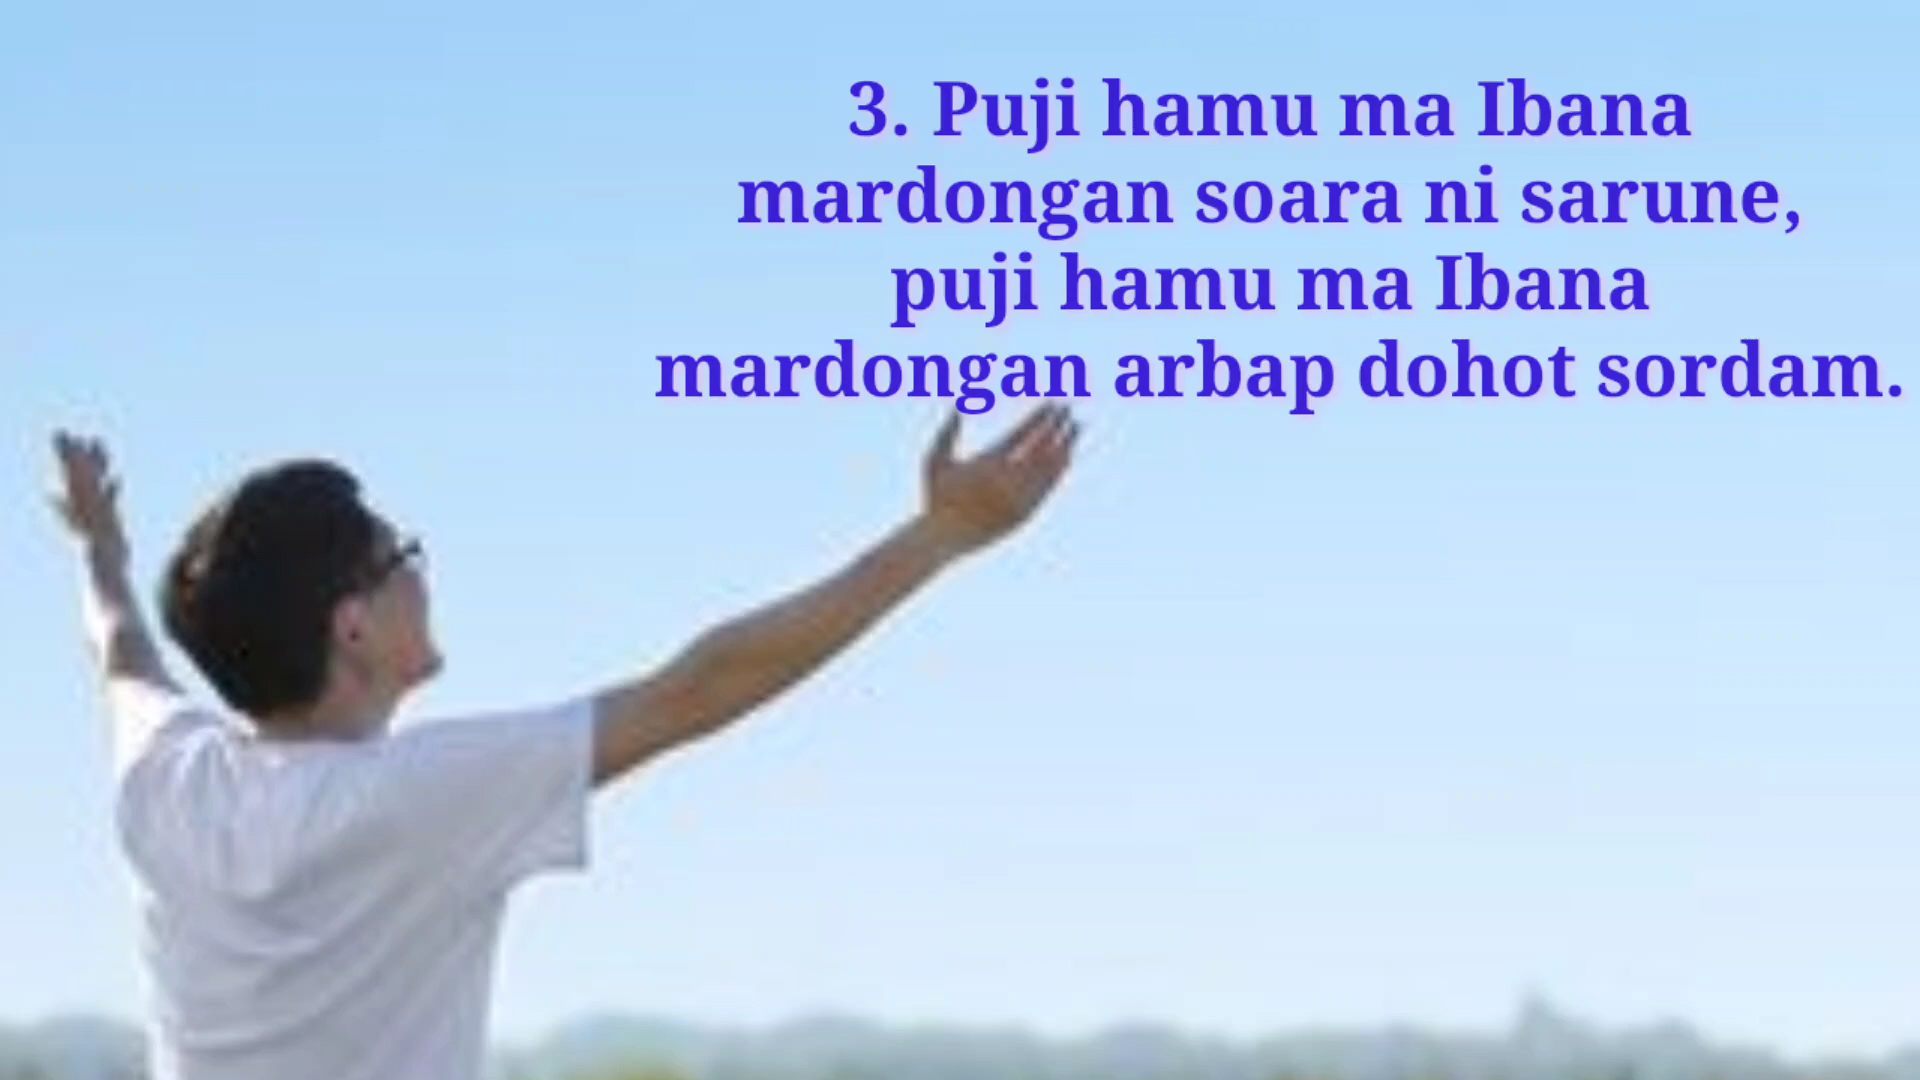 3. Puji hamu ma Ibana
mardongan soara ni sarune,
puji hamu ma Ibana
mardongan arbap dohot sordam.